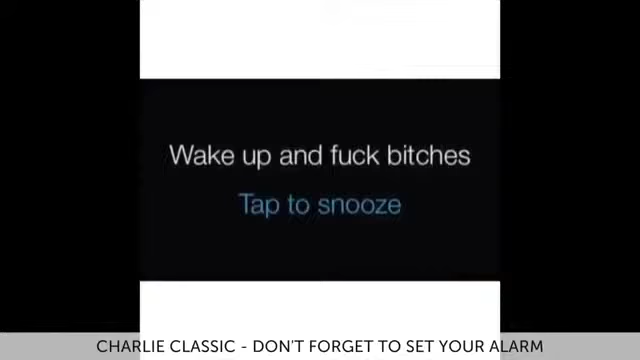 Wake up and fuck bitches
Tap to snooze
CHARLIE CLASSIC - DON'T FORGET TO SET YOUR ALARM